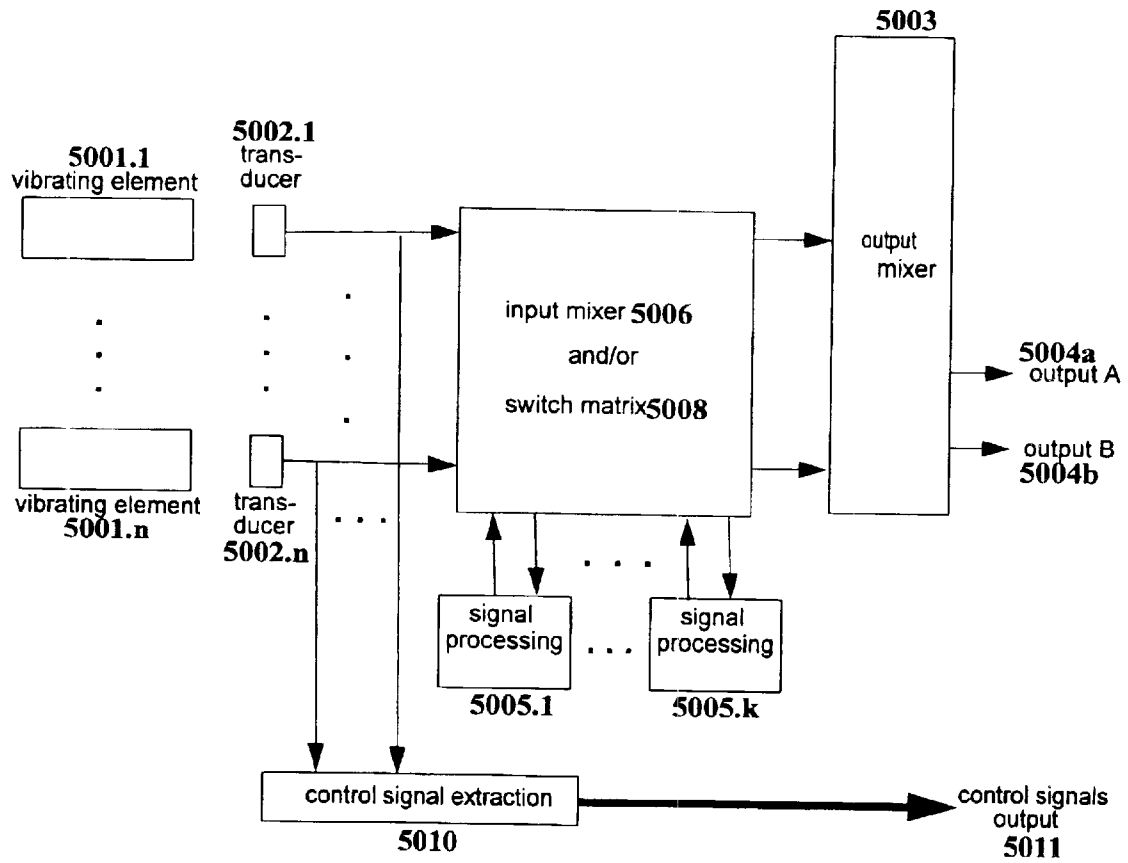 5003
5002.1
trans-
ducer
5001.1
vibrating element
output
mixer
input mixer 5006
and/or
switch matrix 5008
5004a
output A
output B
5004b
vibrating element
5001.n
trans-
ducer
5002.n
signal
processing
5005.1
signal
processing
5005.k
control signal extraction
5010
control signals
output
5011